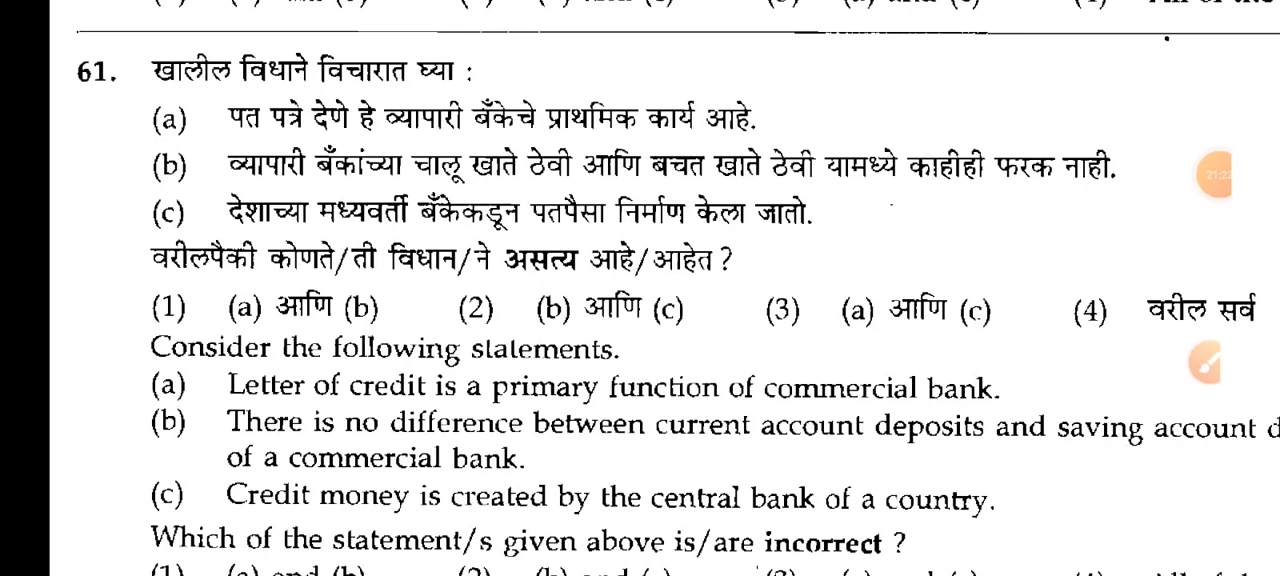 61. खालील विधाने विचारात घ्या :
(a) पत पत्रे देणे हे व्यापारी बँकेचे प्राथमिक कार्य आहे.
(b) व्यापारी बँकांच्या चालू खाते ठेवी आणि बचत खाते ठेवी यामध्ये काहीही फरक नाही.
21:22
(c) देशाच्या मध्यवर्ती बँकेकडून पतपैसा निर्माण केला जातो.
वरीलपैकी कोणते/ती विधान/ने असत्य आहे/आहेत ?
(1) (a) आणि (b) (2) (b) आणि (c) (3) (a) आणि (c) (4) वरील सर्व
Consider the following statements.
(a) Letter of credit is a primary function of commercial bank.
(b) There is no difference between current account deposits and saving account d
of a commercial bank.
(c) Credit money is created by the central bank of a country.
Which of the statement/s given above is/are incorrect ?